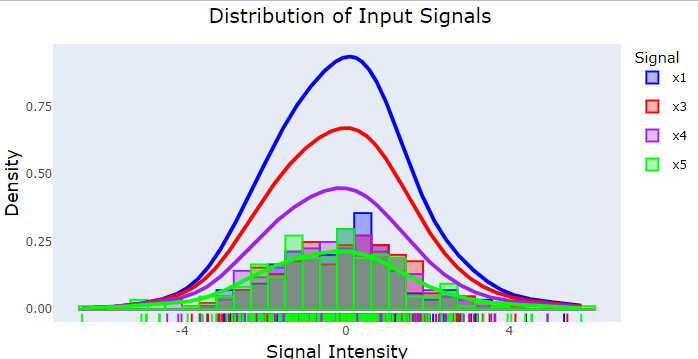 Distribution of Input Signals
Signal
x1
x3
x4
x5
Density
0.75
0.50
0.25
0.00
-4
0
4
Signal Intensity